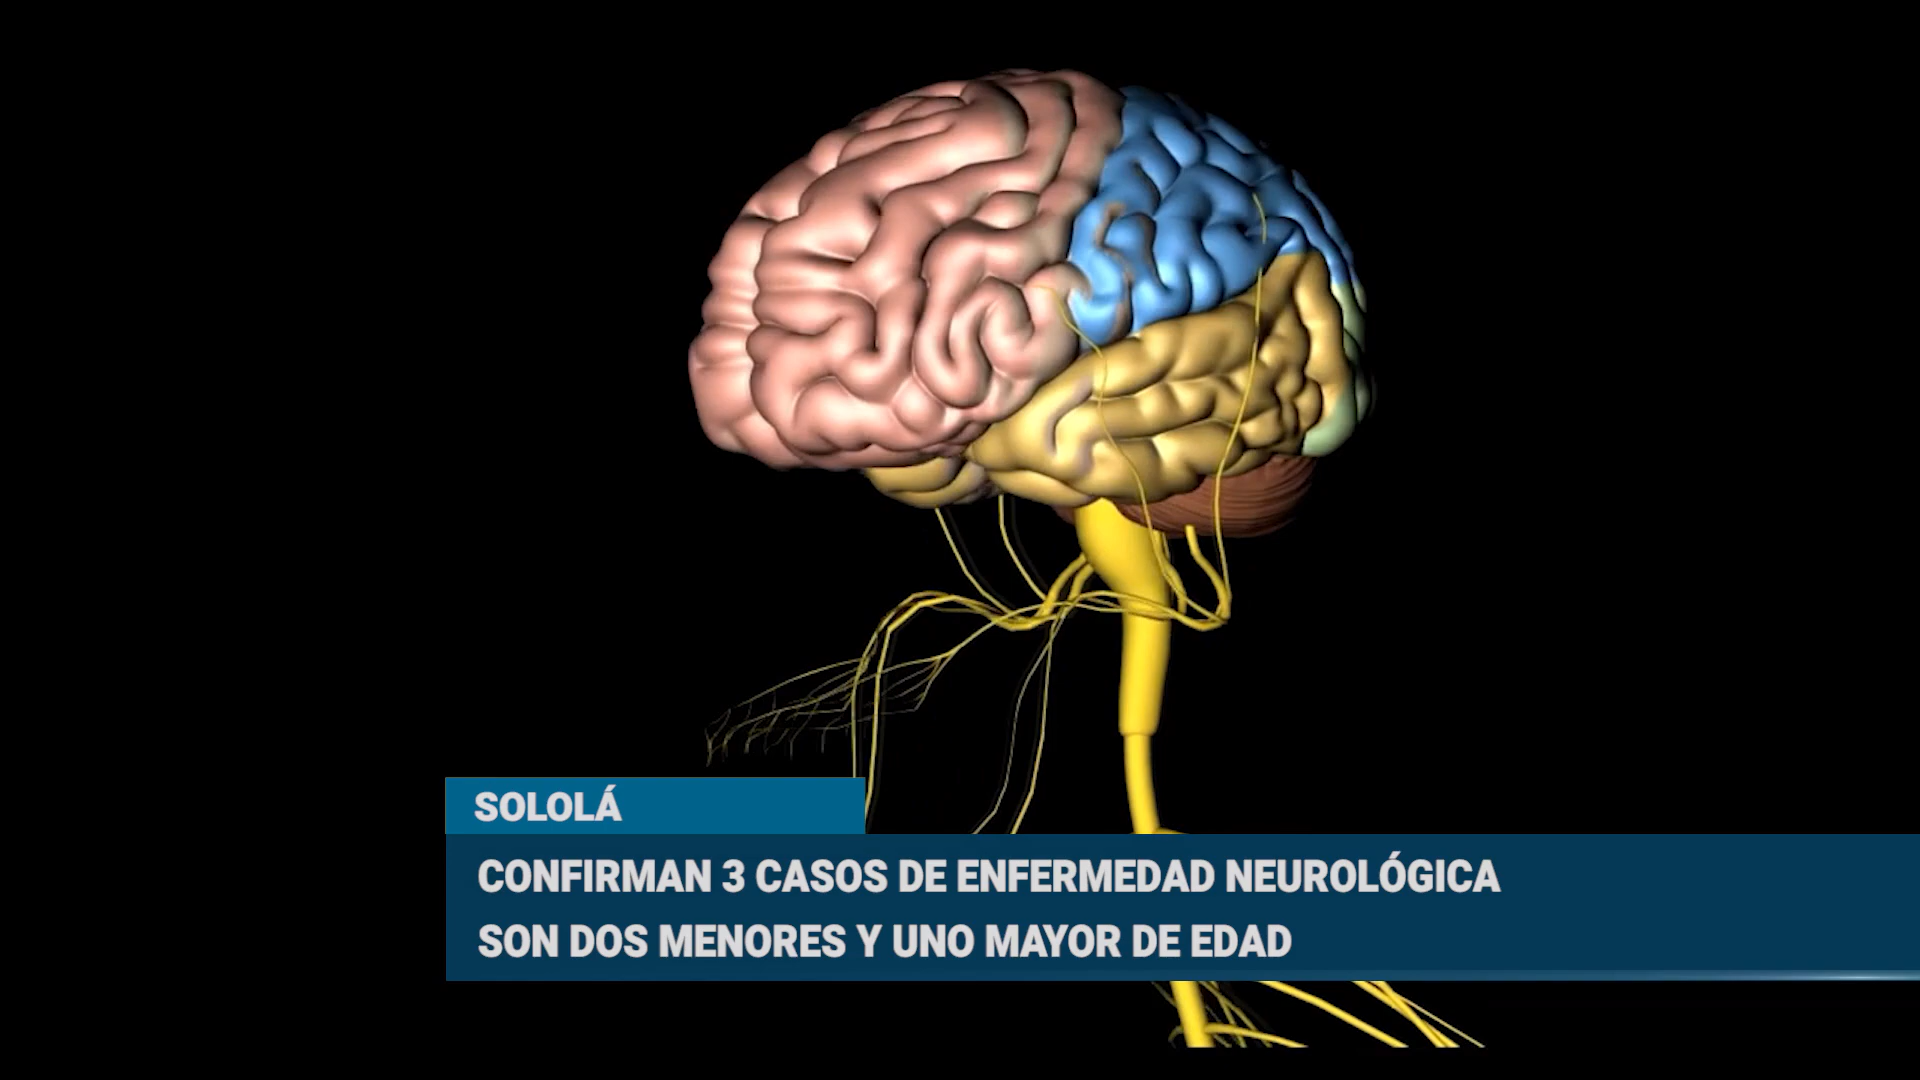 SOLOLÁ
CONFIRMAN 3 CASOS DE ENFERMEDAD NEUROLÓGICA
SON DOS MENORES Y UNO MAYOR DE EDAD